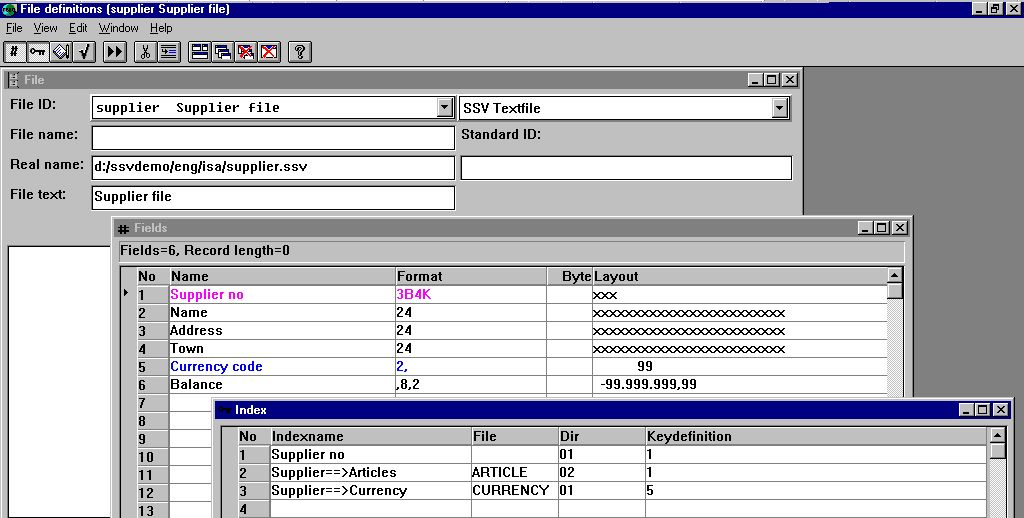 File definitions (supplier Supplier file)
File View Edit Window Help
#
?
File
File ID: supplier Supplier file SSV Textfile
File name: Standard ID:
Real name: d:/ssvdemo/eng/isa/supplier.ssv
File text: Supplier file
# Fields
Fields=6, Record length=0
No Name Format Byte Layout
1 Supplier no 3B4K xxx
2 Name 24 xxxxxxxxxxxxxxxxxxxxxxxx
3 Address 24 xxxxxxxxxxxxxxxxxxxxxxxx
4 Town 24 xxxxxxxxxxxxxxxxxxxxxxxx
5 Currency code 2, 99
6 Balance ,8,2 -99.999.999,99
7
8
9
10
11
12
13
Index
No Indexname File Dir Keydefinition
1 Supplier no 01 1
2 Supplier==>Articles ARTICLE 02 1
3 Supplier==>Currency CURRENCY 01 5
4